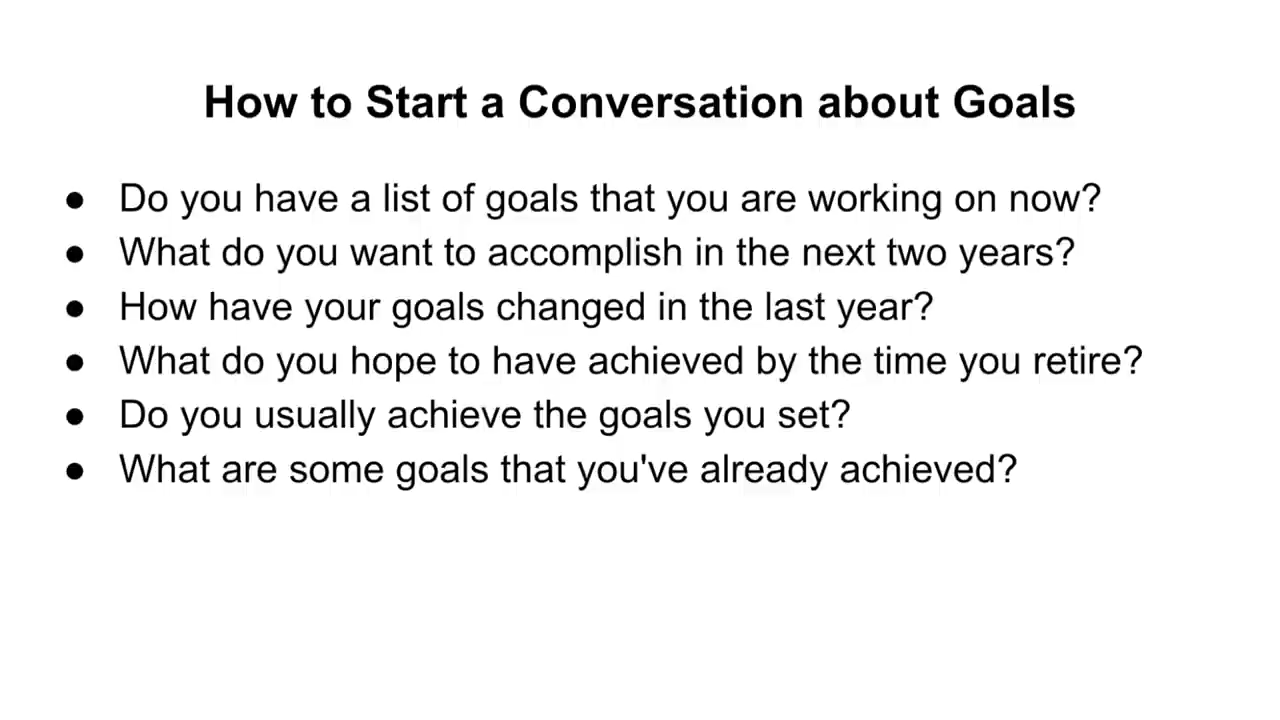 How to Start a Conversation about Goals
● Do you have a list of goals that you are working on now?
● What do you want to accomplish in the next two years?
● How have your goals changed in the last year?
● What do you hope to have achieved by the time you retire?
● Do you usually achieve the goals you set?
● What are some goals that you've already achieved?